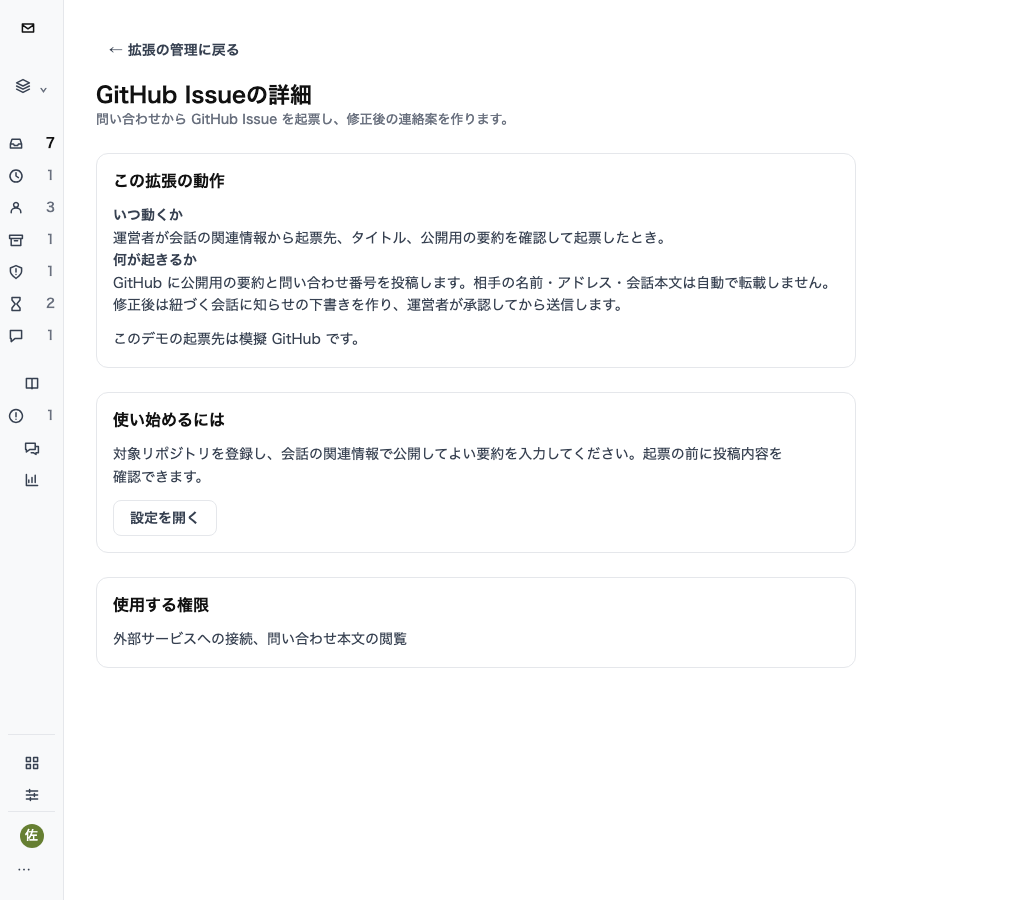 ← 拡張の管理に戻る
GitHub Issueの詳細
問い合わせから GitHub Issue を起票し、修正後の連絡案を作ります。
7
1
3
1
1
2
1
1
この拡張の動作
いつ動くか
運営者が会話の関連情報から起票先、タイトル、公開用の要約を確認して起票したとき。
何が起きるか
GitHub に公開用の要約と問い合わせ番号を投稿します。相手の名前・アドレス・会話本文は自動で転載しません。
修正後は紐づく会話に知らせの下書きを作り、運営者が承認してから送信します。
このデモの起票先は模擬 GitHub です。
使い始めるには
対象リポジトリを登録し、会話の関連情報で公開してよい要約を入力してください。起票の前に投稿内容を
確認できます。
設定を開く
使用する権限
外部サービスへの接続、問い合わせ本文の閲覧
佐
…